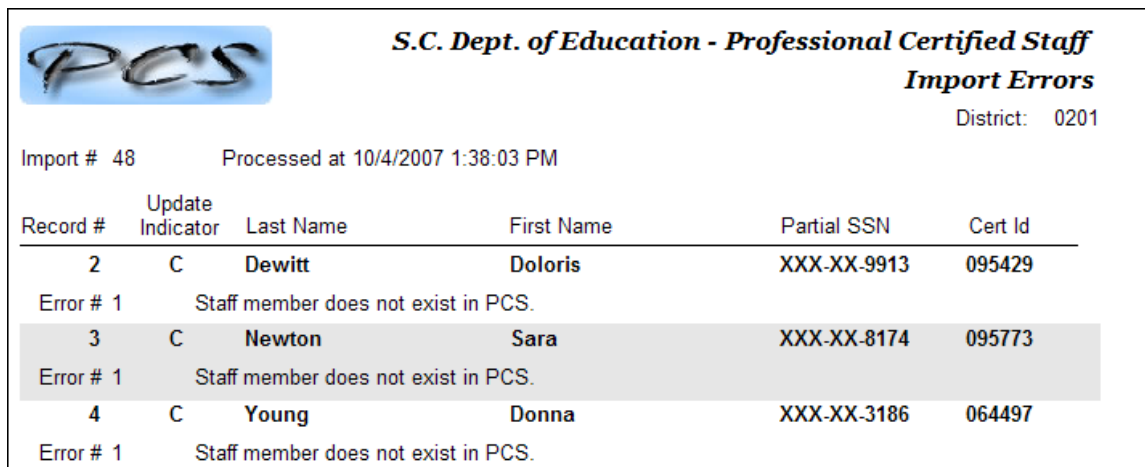 PCS
S.C. Dept. of Education - Professional Certified Staff
Import Errors
District: 0201
Import # 48 Processed at 10/4/2007 1:38:03 PM
Update
Record # Indicator Last Name First Name Partial SSN Cert Id
2 C Dewitt Doloris XXX-XX-9913 095429
Error # 1 Staff member does not exist in PCS.
3 C Newton Sara XXX-XX-8174 095773
Error # 1 Staff member does not exist in PCS.
4 C Young Donna XXX-XX-3186 064497
Error # 1 Staff member does not exist in PCS.